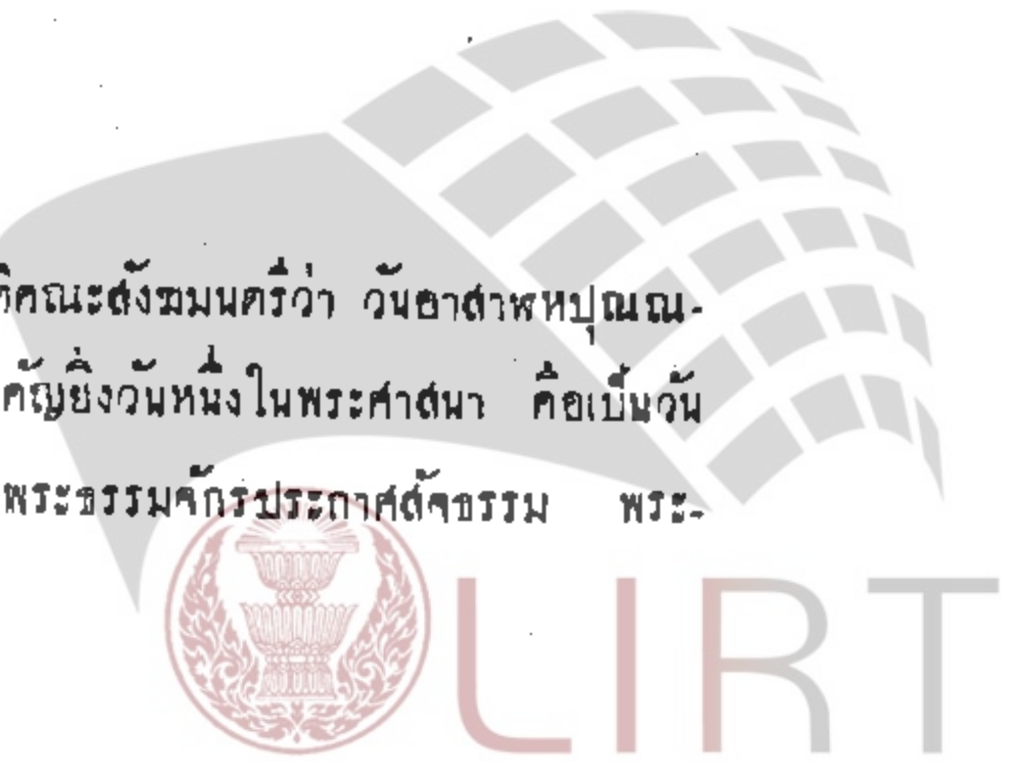 ติคณะสังฆมนตรีว่า วันอาสาฬหปุณณ-
คัญยิ่งวันหนึ่งในพระศาสนา คือเป็นวัน
พระธรรมจักรประกาศสัจธรรม พระ-
LIRT